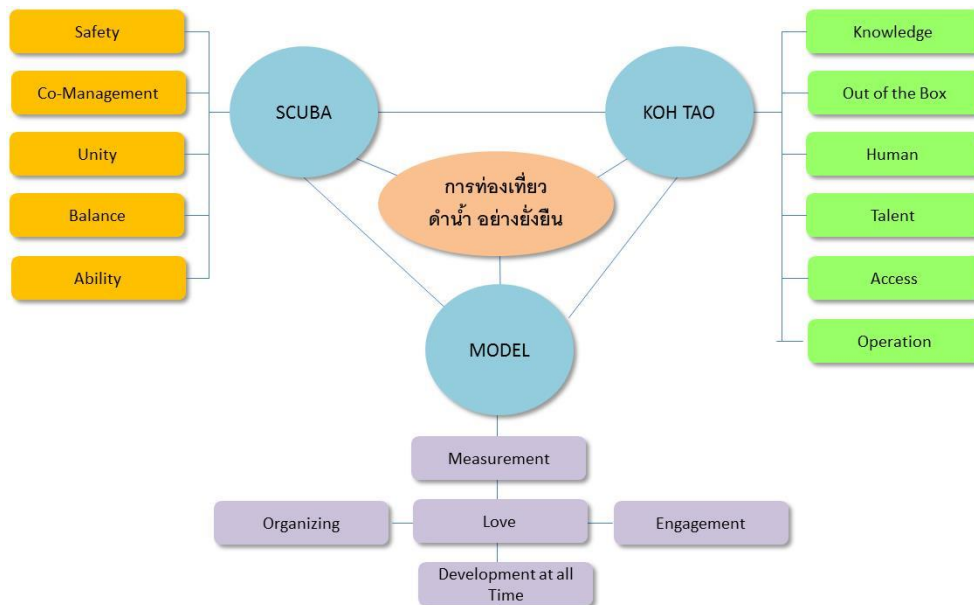 Safety
Co-Management
Unity
Balance
Ability
SCUBA
KOH TAO
การท่องเที่ยว
ดำน้ำ อย่างยั่งยืน
MODEL
Knowledge
Out of the Box
Human
Talent
Access
Operation
Measurement
Organizing
Love
Engagement
Development at all
Time